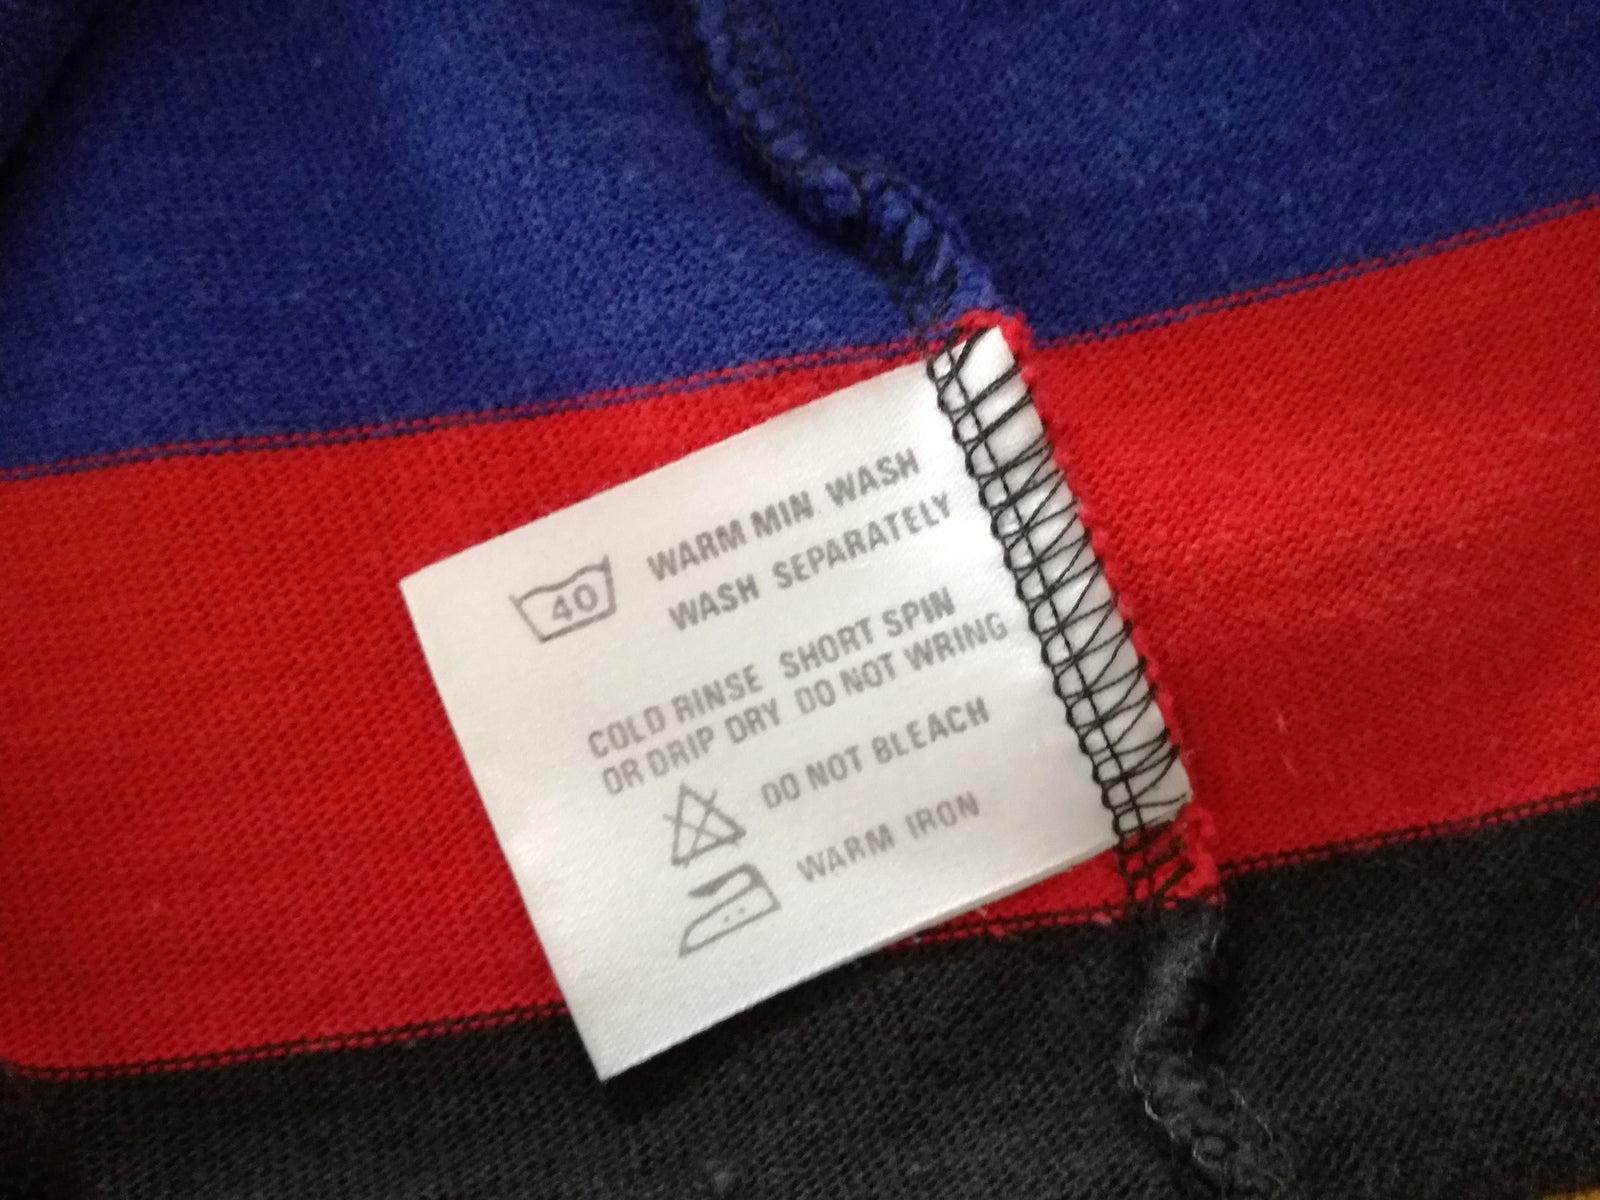 40 WARM MIN. WASH
WASH SEPARATELY
COLD RINSE SHORT SPIN
OR DRIP DRY DO NOT WRING
DO NOT BLEACH
WARM IRON